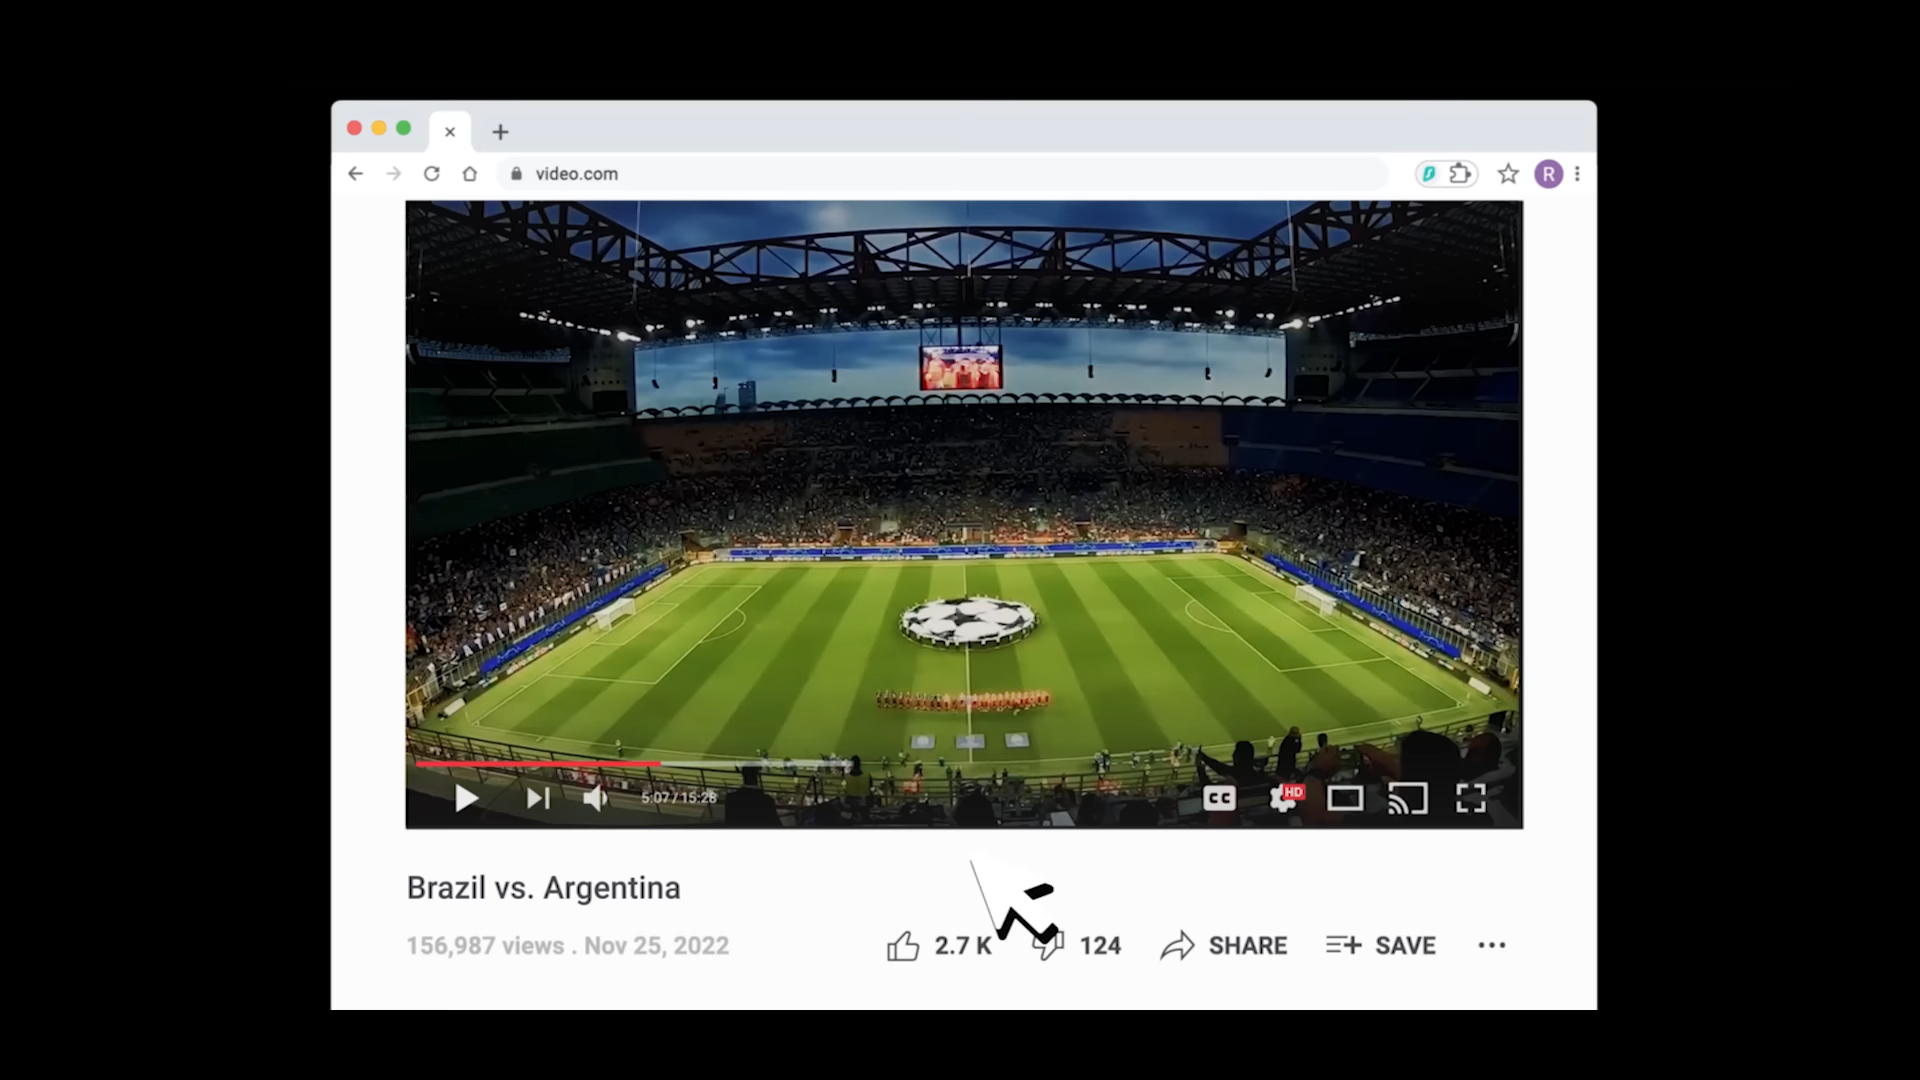 video.com
R
5:07/15:28
CC
HD
Brazil vs. Argentina
156,987 views . Nov 25, 2022
2.7 K
124
SHARE
SAVE